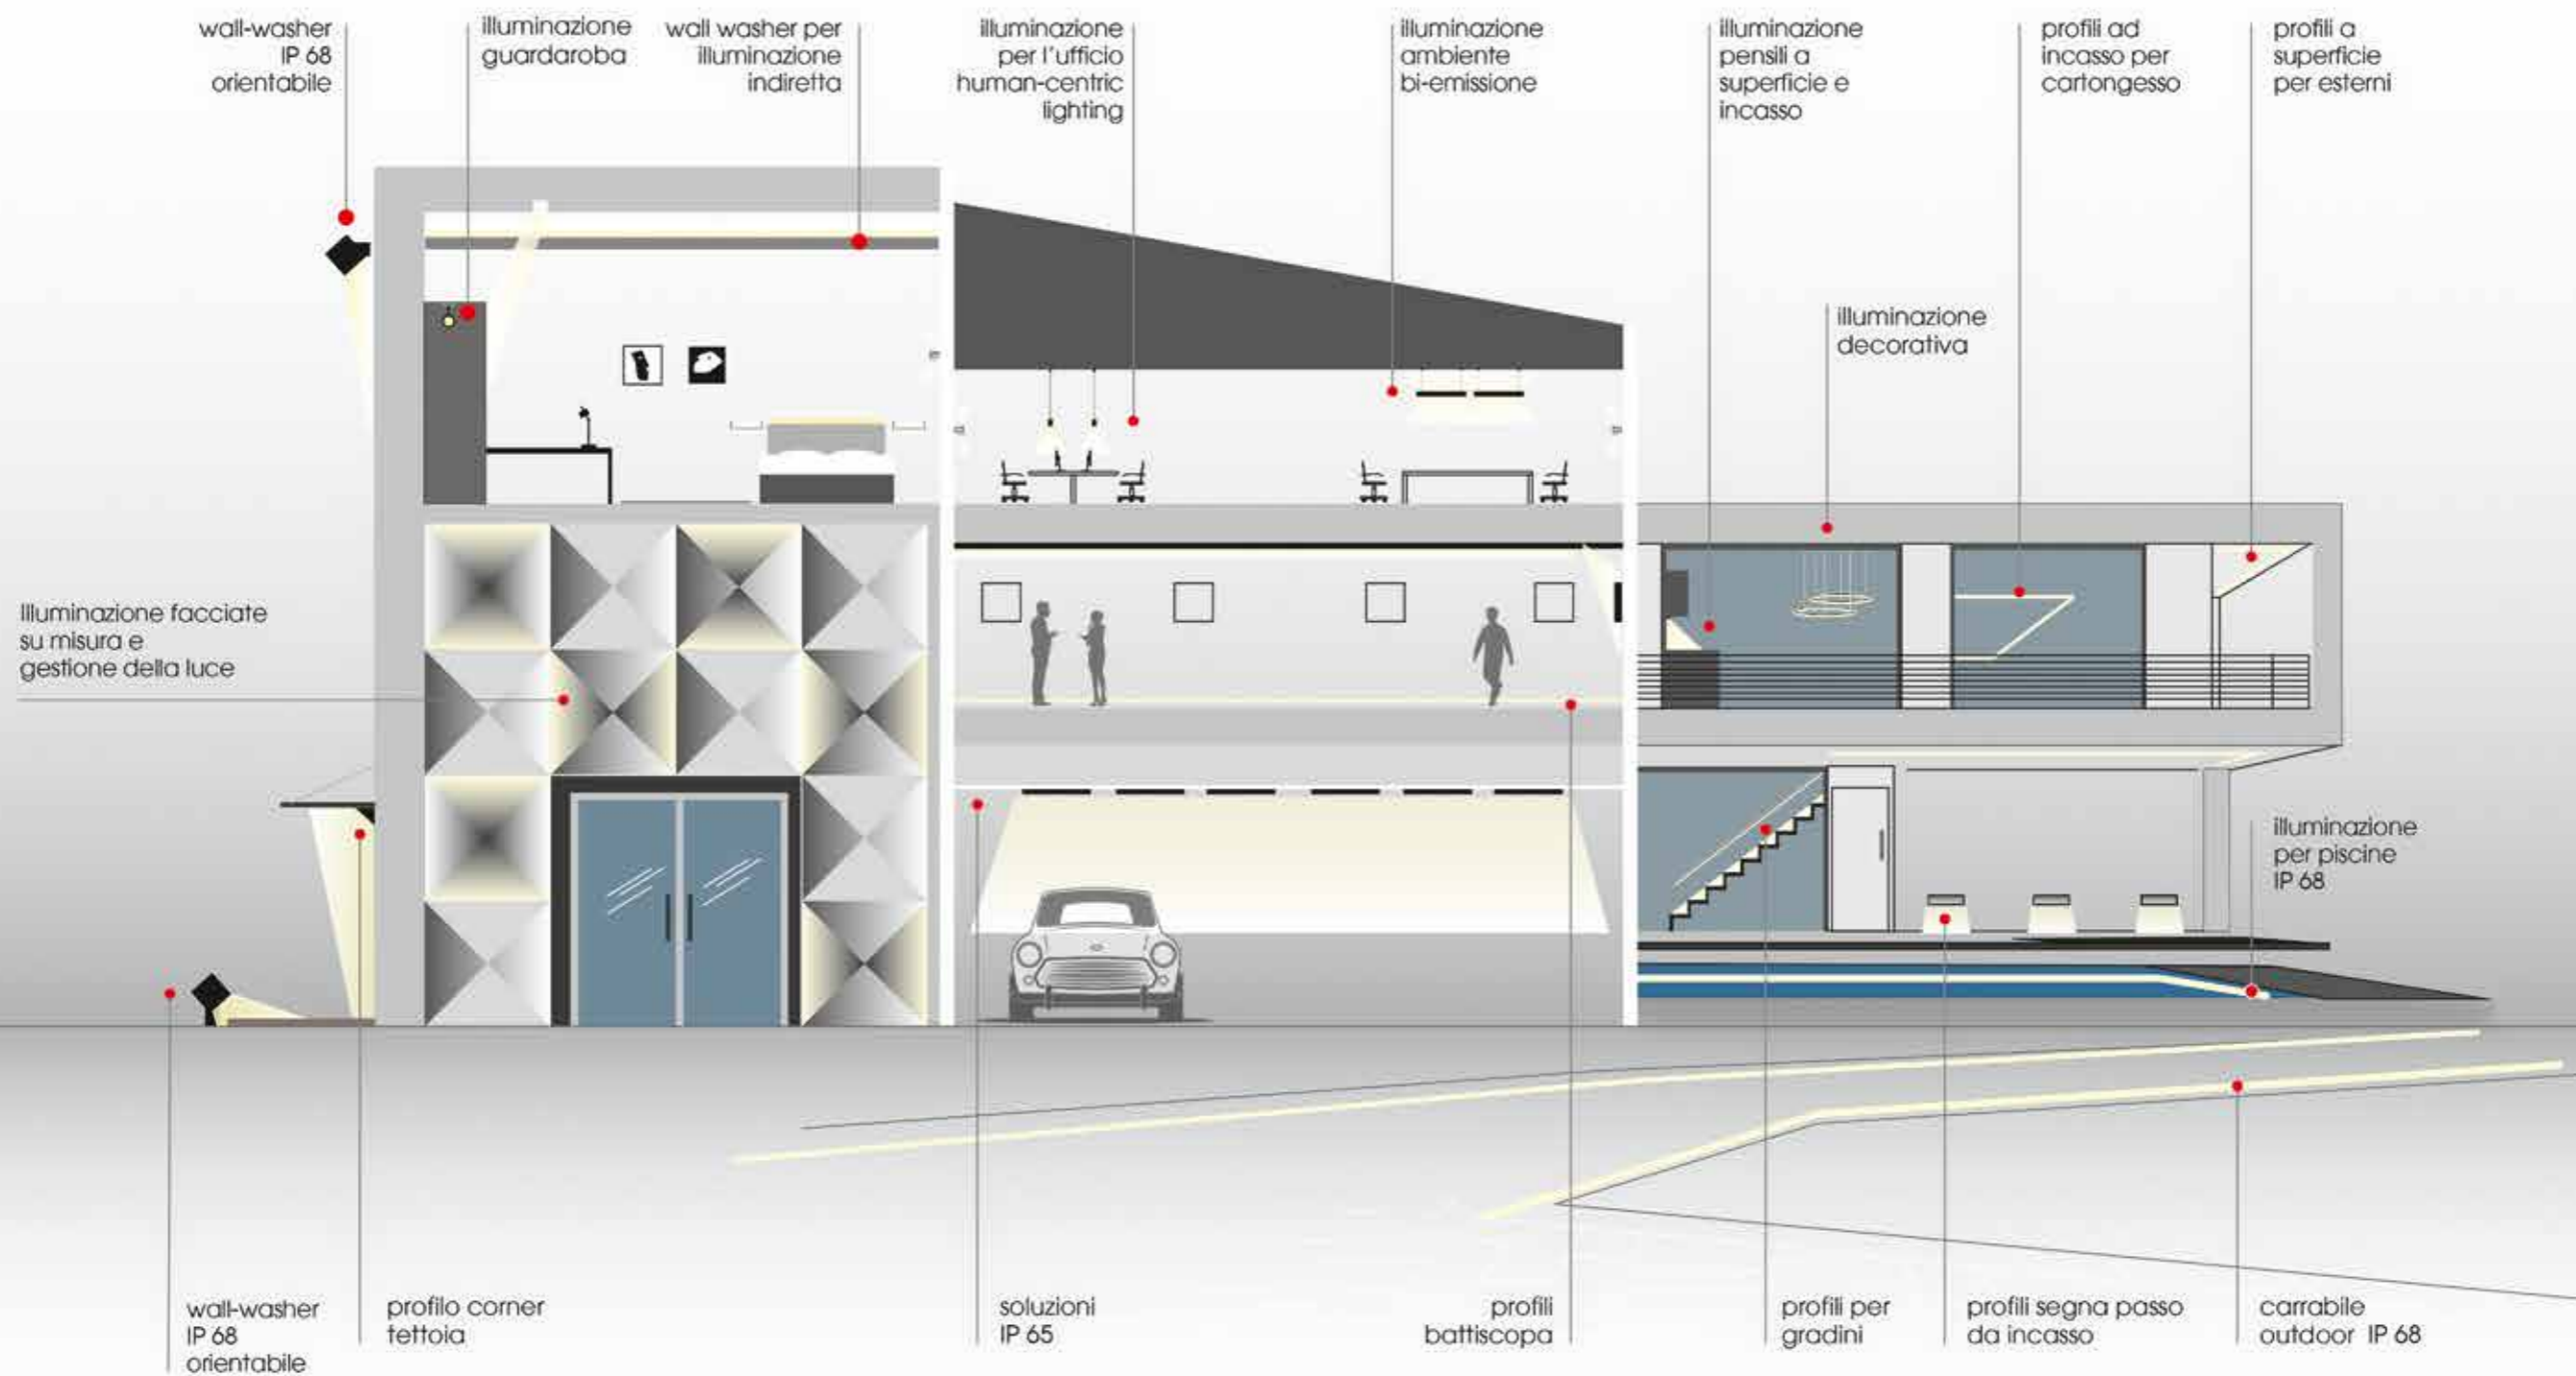 wall-washer
IP 68
orientabile
illuminazione
guardaroba
wall washer per
illuminazione
indiretta
illuminazione
per l'ufficio
human-centric
lighting
illuminazione
ambiente
bi-emissione
illuminazione
pensili a
superficie e
incasso
profili ad
incasso per
cartongesso
profili a
superficie
per esterni
illuminazione
decorativa
Illuminazione facciate
su misura e
gestione della luce
illuminazione
per piscine
IP 68
wall-washer
IP 68
orientabile
profilo corner
tettoia
soluzioni
IP 65
profili
battiscopa
profili per
gradini
profili segna passo
da incasso
carrabile
outdoor IP 68